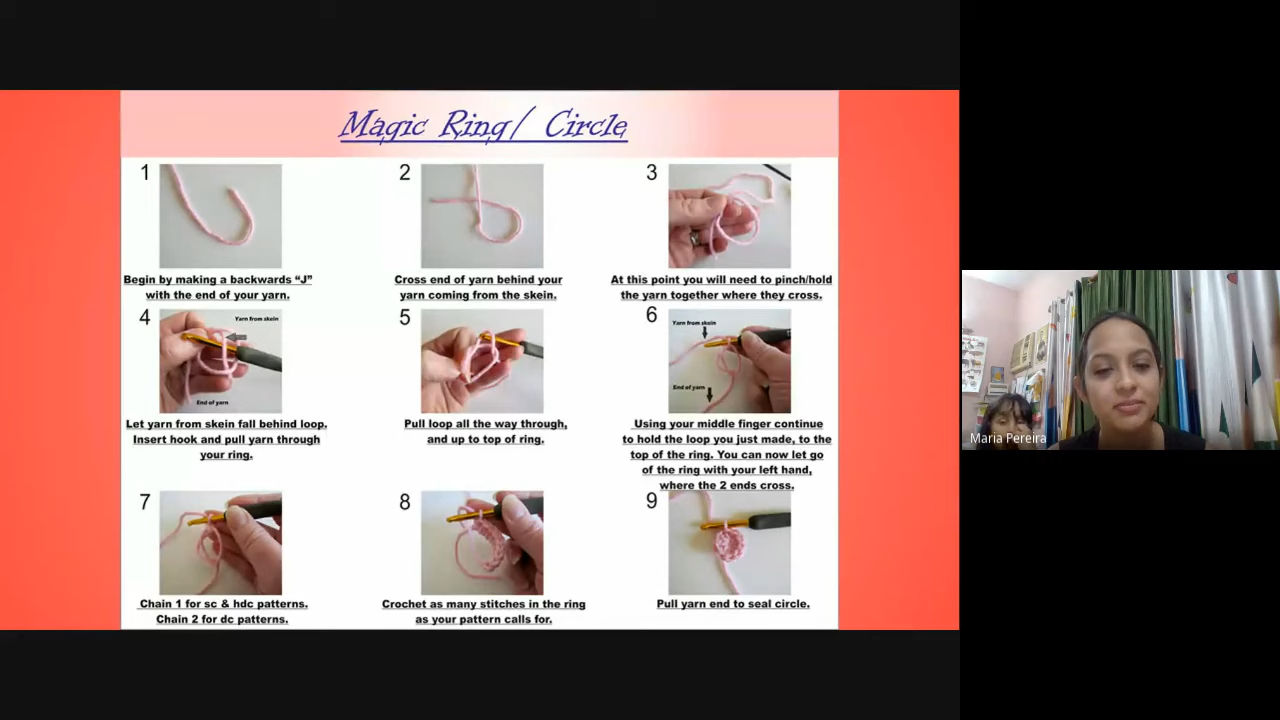 Magic Ring/ Circle
1
Begin by making a backwards “J”
with the end of your yarn.
2
Cross end of yarn behind your
yarn coming from the skein.
3
At this point you will need to pinch/hold
the yarn together where they cross.
4
Yarn from skein
End of yarn
Let yarn from skein fall behind loop.
Insert hook and pull yarn through
your ring.
5
Pull loop all the way through,
and up to top of ring.
6
Yarn from skein
End of yarn
Using your middle finger continue
to hold the loop you just made, to the
top of the ring. You can now let go
of the ring with your left hand,
where the 2 ends cross.
7
Chain 1 for sc & hdc patterns.
Chain 2 for dc patterns.
8
Crochet as many stitches in the ring
as your pattern calls for.
9
Pull yarn end to seal circle.
Maria Pereira